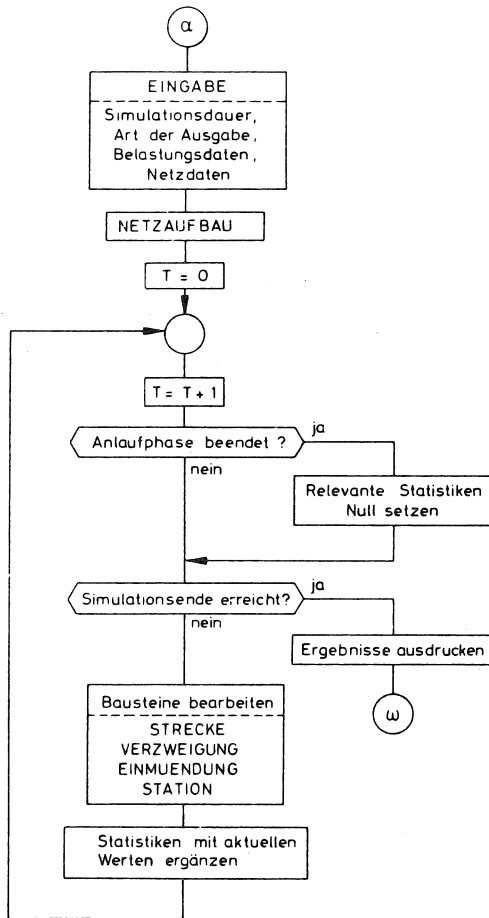 α
EINGABE
Simulationsdauer,
Art der Ausgabe,
Belastungsdaten,
Netzdaten
NETZAUFBAU
T = 0
T = T + 1
Anlaufphase beendet ?
ja
nein
Relevante Statistiken
Null setzen
Simulationsende erreicht?
ja
nein
Ergebnisse ausdrucken
ω
Bausteine bearbeiten
STRECKE
VERZWEIGUNG
EINMUENDUNG
STATION
Statistiken mit aktuellen
Werten ergänzen